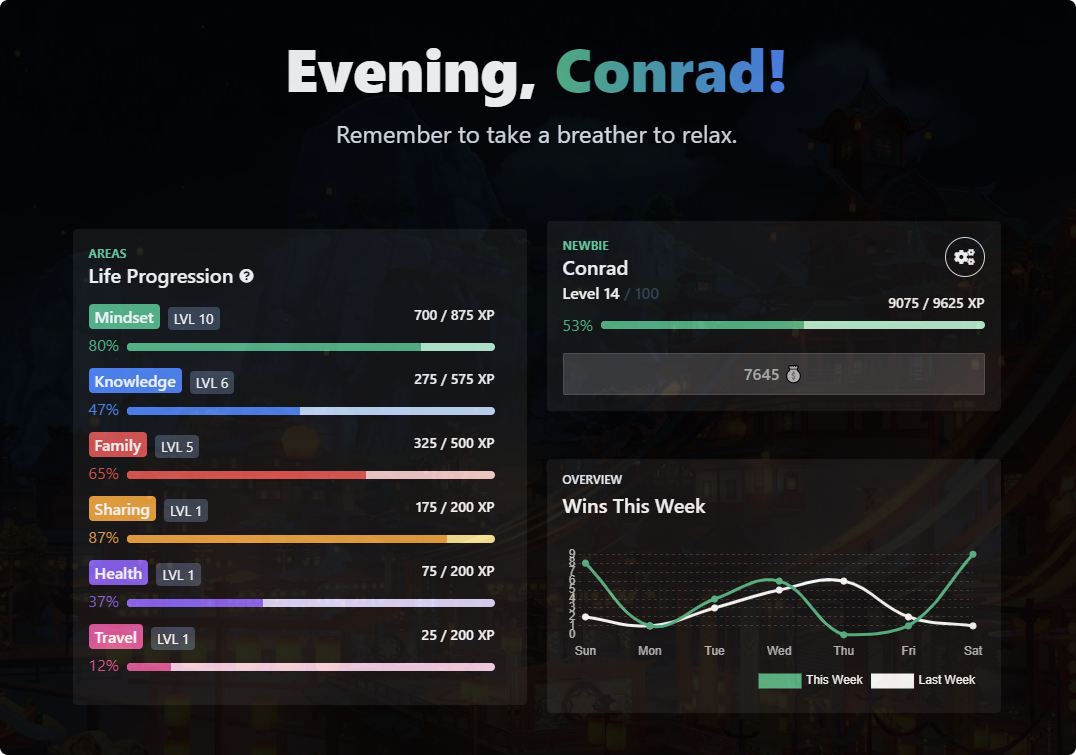 Evening, Conrad!
Remember to take a breather to relax.
AREAS
Life Progression ?
Mindset LVL 10 700 / 875 XP
80%
Knowledge LVL 6 275 / 575 XP
47%
Family LVL 5 325 / 500 XP
65%
Sharing LVL 1 175 / 200 XP
87%
Health LVL 1 75 / 200 XP
37%
Travel LVL 1 25 / 200 XP
12%
NEWBIE
Conrad
Level 14 / 100
9075 / 9625 XP
53%
7645 💰
OVERVIEW
Wins This Week
9
8
7
6
5
4
3
2
1
0
Sun Mon Tue Wed Thu Fri Sat
This Week Last Week